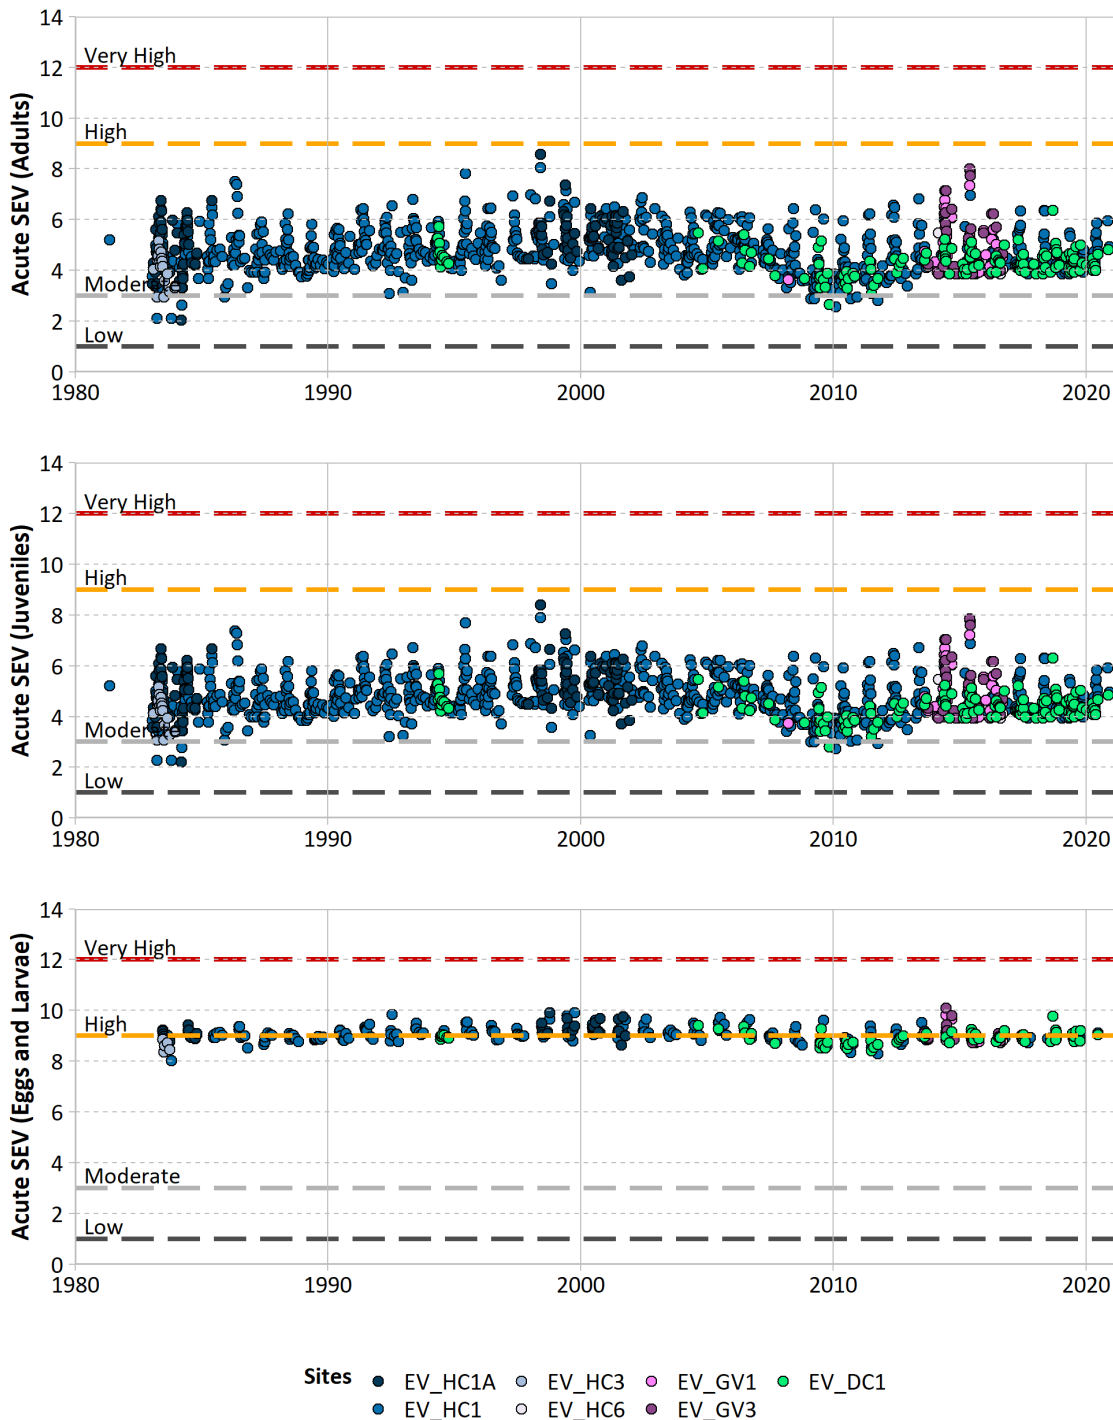 Acute SEV (Adults)
14
12
10
8
6
4
2
0
Very High
High
Moderate
Low
1980 1990 2000 2010 2020
Acute SEV (Juveniles)
14
12
10
8
6
4
2
0
Very High
High
Moderate
Low
1980 1990 2000 2010 2020
Acute SEV (Eggs and Larvae)
14
12
10
8
6
4
2
0
Very High
High
Moderate
Low
1980 1990 2000 2010 2020
Sites EV_HC1A EV_HC3 EV_GV1 EV_DC1
EV_HC1 EV_HC6 EV_GV3